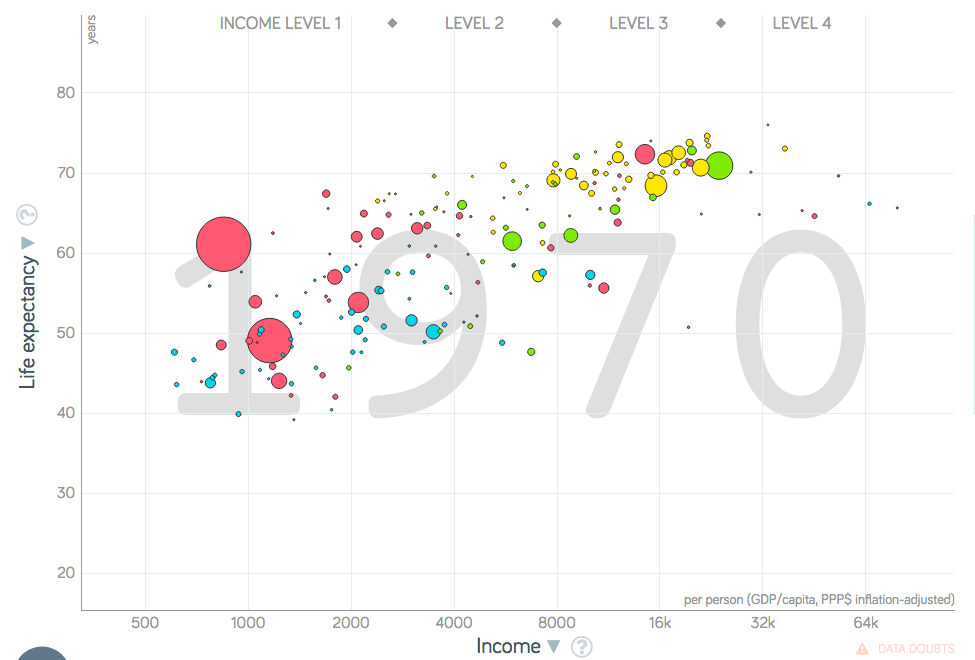 INCOME LEVEL 1 ◆ LEVEL 2 ◆ LEVEL 3 ◆ LEVEL 4
years
80
70
60
50
40
30
20
Life expectancy ▼ ?
1970
per person (GDP/capita, PPP$ inflation-adjusted)
500 1000 2000 4000 8000 16k 32k 64k
Income ▼ ?
DATA DOUBTS